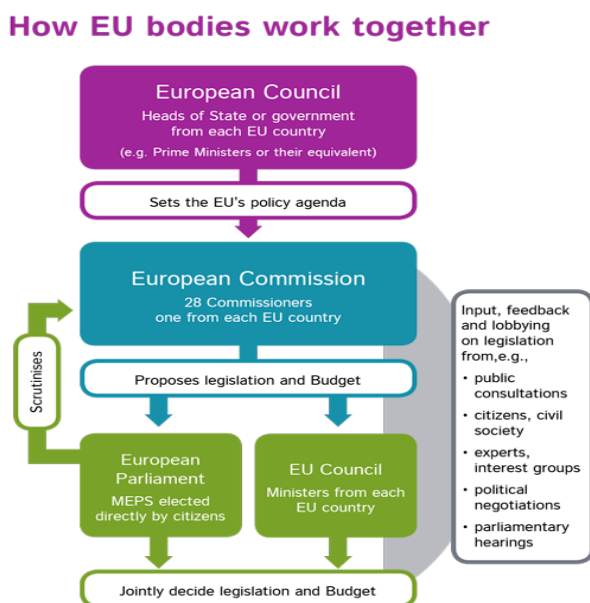 How EU bodies work together
European Council
Heads of State or government
from each EU country
(e.g. Prime Ministers or their equivalent)
Sets the EU's policy agenda
European Commission
28 Commissioners
one from each EU country
Proposes legislation and Budget
Scrutinises
European
Parliament
MEPS elected
directly by citizens
EU Council
Ministers from each
EU country
Jointly decide legislation and Budget
Input, feedback
and lobbying
on legislation
from,e.g.,
• public
consultations
• citizens, civil
society
• experts,
interest groups
• political
negotiations
• parliamentary
hearings